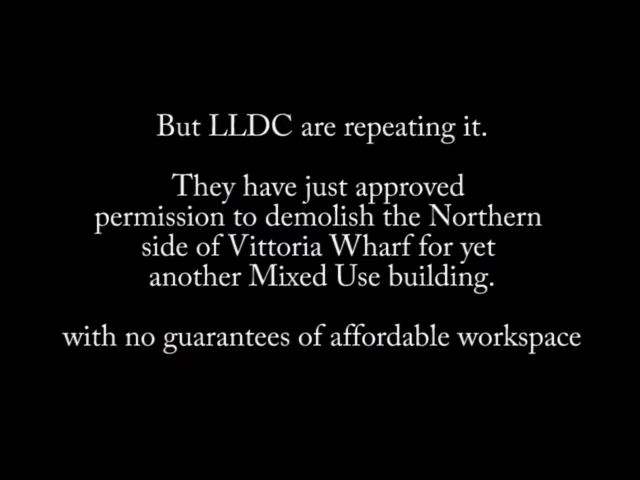 But LLDC are repeating it.
They have just approved
permission to demolish the Northern
side of Vittoria Wharf for yet
another Mixed Use building.
with no guarantees of affordable workspace